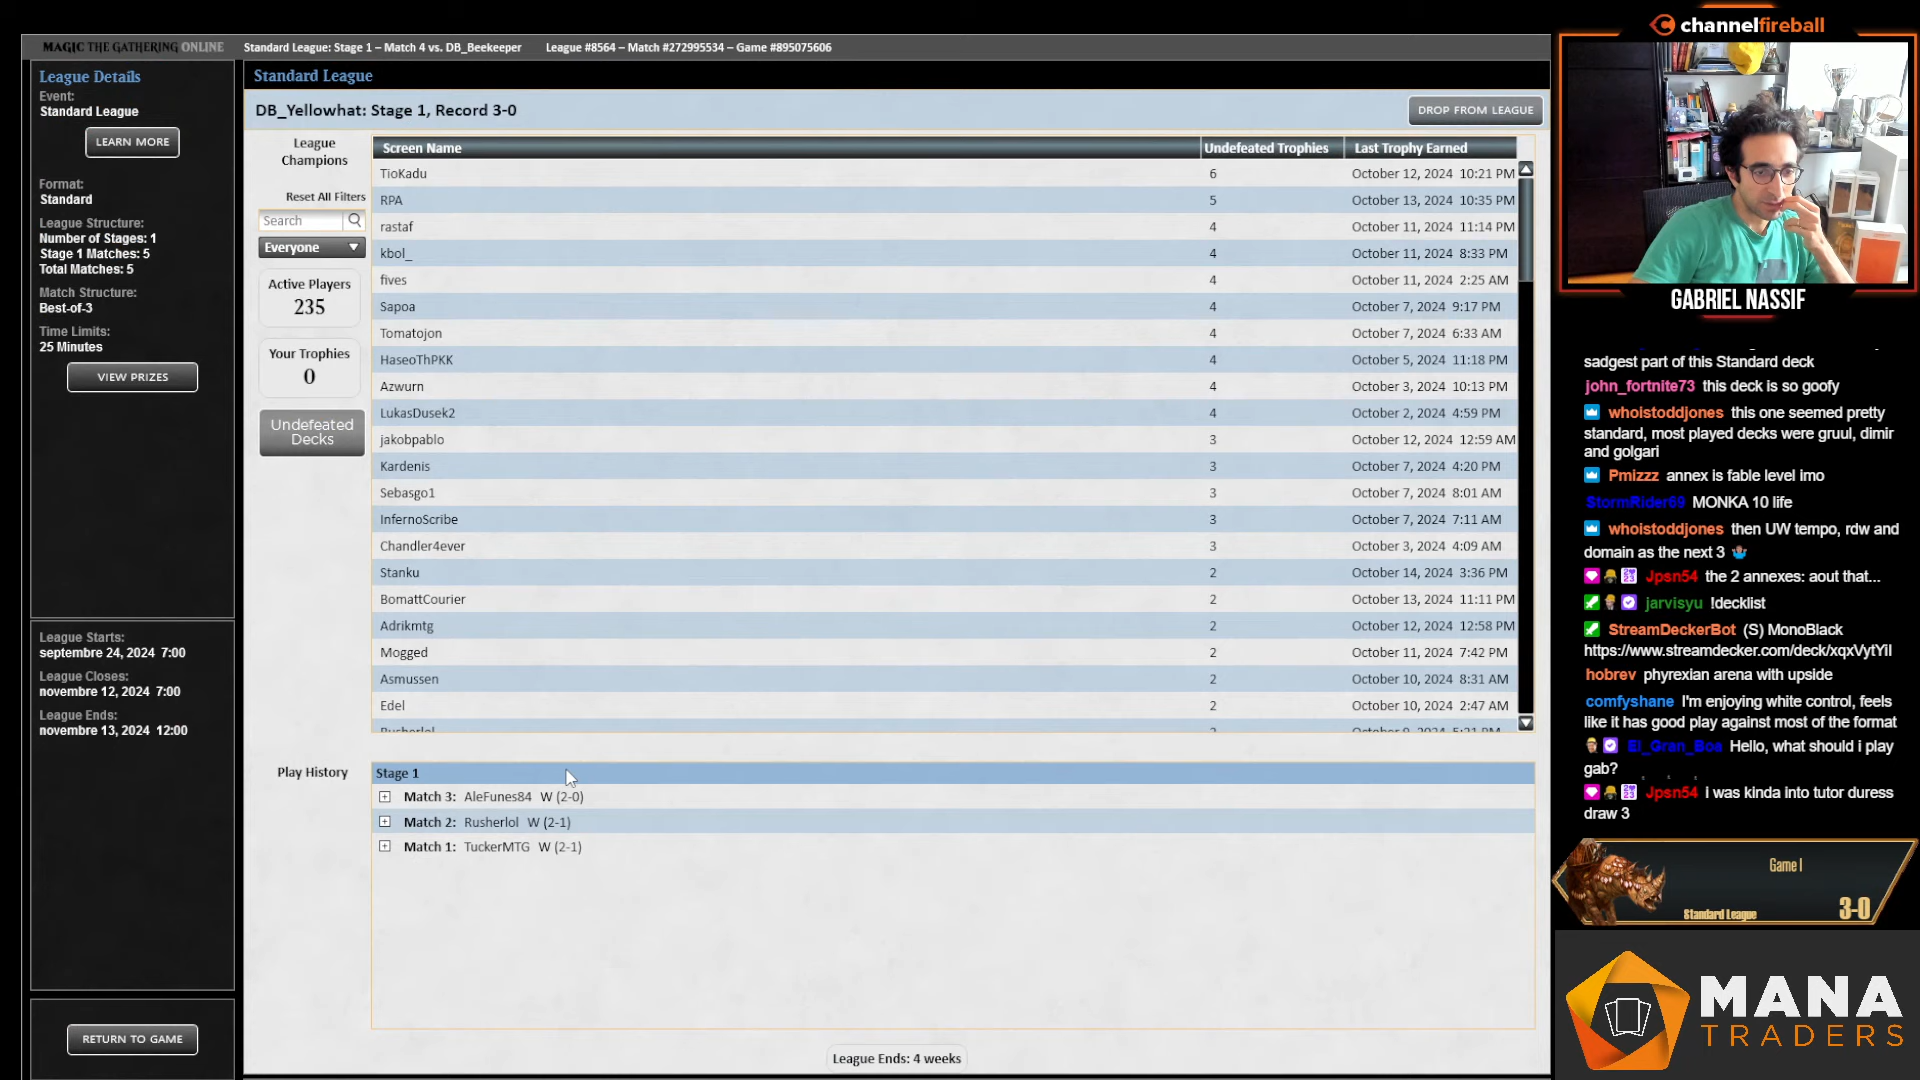 channelfireball
MAGIC THE GATHERING ONLINE
Standard League: Stage 1 – Match 4 vs. DB_Beekeeper
League #8564 – Match #272995534 – Game #895075606
League Details
Event:
Standard League
LEARN MORE
Format:
Standard
League Structure:
Number of Stages: 1
Stage 1 Matches: 5
Total Matches: 5
Match Structure:
Best-of-3
Time Limits:
25 Minutes
VIEW PRIZES
League Starts:
septembre 24, 2024 7:00
League Closes:
novembre 12, 2024 7:00
League Ends:
novembre 13, 2024 12:00
RETURN TO GAME
Standard League
DB_Yellowhat: Stage 1, Record 3-0
DROP FROM LEAGUE
League
Champions
Reset All Filters
Search
Everyone
Active Players
235
Your Trophies
0
Undefeated
Decks
Screen Name Undefeated Trophies Last Trophy Earned
TioKadu 6 October 12, 2024 10:21 PM
RPA 5 October 13, 2024 10:35 PM
rastaf 4 October 11, 2024 11:14 PM
kbol_ 4 October 11, 2024 8:33 PM
fives 4 October 11, 2024 2:25 AM
Sapoa 4 October 7, 2024 9:17 PM
Tomatojon 4 October 7, 2024 6:33 AM
HaseoThPKK 4 October 5, 2024 11:18 PM
Azwurn 4 October 3, 2024 10:13 PM
LukasDusek2 4 October 2, 2024 4:59 PM
jakobpablo 3 October 12, 2024 12:59 AM
Kardenis 3 October 7, 2024 4:20 PM
Sebasgo1 3 October 7, 2024 8:01 AM
InfernoScribe 3 October 7, 2024 7:11 AM
Chandler4ever 3 October 3, 2024 4:09 AM
Stanku 2 October 14, 2024 3:36 PM
BomattCourier 2 October 13, 2024 11:11 PM
Adrikmtg 2 October 12, 2024 12:58 PM
Mogged 2 October 11, 2024 7:42 PM
Asmussen 2 October 10, 2024 8:31 AM
Edel 2 October 10, 2024 2:47 AM
Play History
Stage 1
Match 3: AleFunes84 W (2-0)
Match 2: Rusherlol W (2-1)
Match 1: TuckerMTG W (2-1)
League Ends: 4 weeks
GABRIEL NASSIF
sadgest part of this Standard deck
john_fortnite73 this deck is so goofy
whoistoddjones this one seemed pretty
standard, most played decks were gruul, dimir
and golgari
Pmizzz annex is fable level imo
StormRider69 MONKA 10 life
whoistoddjones then UW tempo, rdw and
domain as the next 3
Jpsn54 the 2 annexes: aout that...
jarvisyu !decklist
StreamDeckerBot (S) MonoBlack
https://www.streamdecker.com/deck/xqxVytYil
hobrev phyrexian arena with upside
comfyshane I'm enjoying white control, feels
like it has good play against most of the format
El_Gran_Boa Hello, what should i play
gab?
Jpsn54 i was kinda into tutor duress
draw 3
Game 1
Standard League 3-0
MANA
TRADERS